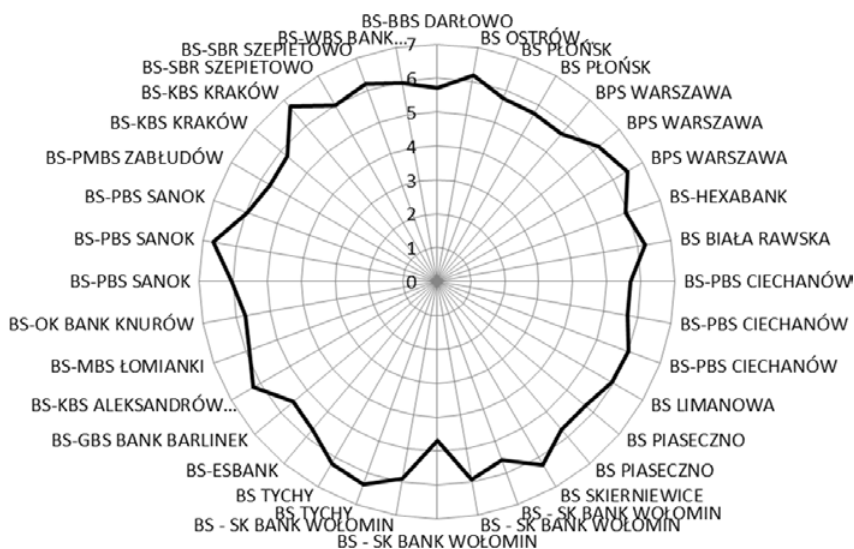 BS-BBS DARŁOWO
BS OSTRÓW
BS PŁOŃSK
BS PŁOŃSK
BPS WARSZAWA
BPS WARSZAWA
BPS WARSZAWA
BS-HEXABANK
BS BIAŁA RAWSKA
BS-PBS CIECHANÓW
BS-PBS CIECHANÓW
BS-PBS CIECHANÓW
BS LIMANOWA
BS PIASECZNO
BS PIASECZNO
BS SKIERNIEWICE
BS - SK BANK WOŁOMIN
BS - SK BANK WOŁOMIN
BS - SK BANK WOŁOMIN
BS - SK BANK WOŁOMIN
BS TYCHY
BS TYCHY
BS-ESBANK
BS-GBS BANK BARLINEK
BS-KBS ALEKSANDRÓW...
BS-MBS ŁOMIANKI
BS-OK BANK KNURÓW
BS-PBS SANOK
BS-PBS SANOK
BS-PBS SANOK
BS-PMBS ZABŁUDÓW
BS-KBS KRAKÓW
BS-KBS KRAKÓW
BS-SBR SZEPIETOWO
BS-SBR SZEPIETOWO
BS-WBS BANK...
7
6
5
4
3
2
1
0